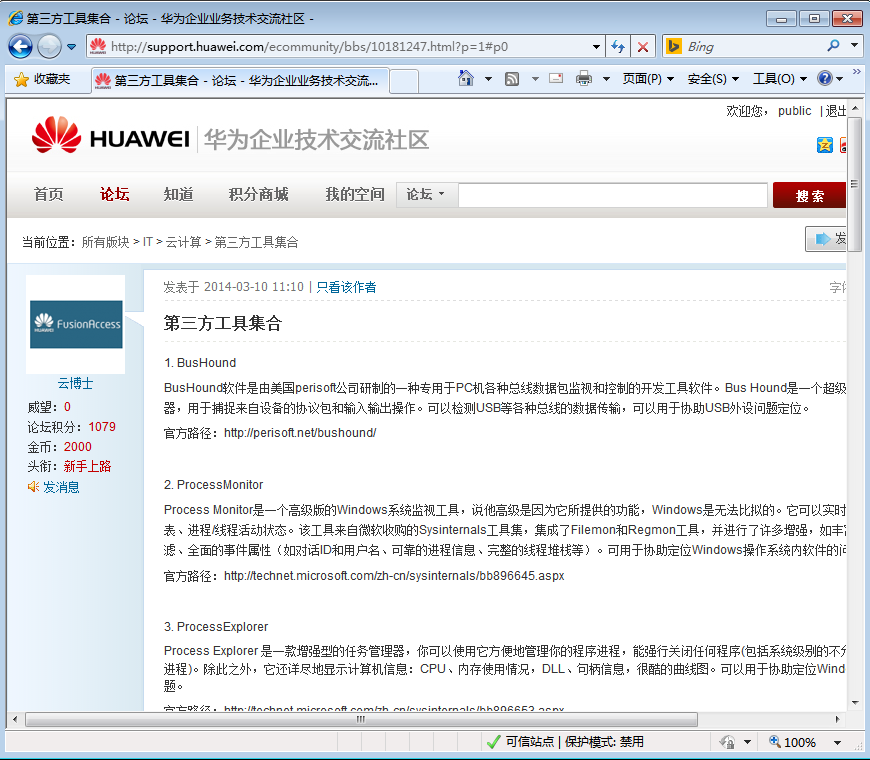 第三方工具集合 - 论坛 - 华为企业业务技术交流社区 -
http://support.huawei.com/ecommunity/bbs/10181247.html?p=1#p0
Bing
收藏夹
第三方工具集合 - 论坛 - 华为企业业务技术交流...
页面(P)
安全(S)
工具(O)
欢迎您， public | 退出
HUAWEI 华为企业技术交流社区
首页 论坛 知道 积分商城 我的空间 论坛 搜 索
当前位置： 所有版块 > IT > 云计算 > 第三方工具集合
发
HUAWEI FusionAccess
云博士
威望：0
论坛积分：1079
金币：2000
头衔：新手上路
发消息
发表于 2014-03-10 11:10 | 只看该作者
字
第三方工具集合
1. BusHound
BusHound软件是由美国perisoft公司研制的一种专用于PC机各种总线数据包监视和控制的开发工具软件。Bus Hound是一个超级
器，用于捕捉来自设备的协议包和输入输出操作。可以检测USB等各种总线的数据传输，可以用于协助USB外设问题定位。
官方路径：http://perisoft.net/bushound/
2. ProcessMonitor
Process Monitor是一个高级版的Windows系统监视工具，说他高级是因为它所提供的功能，Windows是无法比拟的。它可以实时
表、进程/线程活动状态。该工具来自微软收购的Sysinternals工具集，集成了Filemon和Regmon工具，并进行了许多增强，如丰
滤、全面的事件属性（如对话ID和用户名、可靠的进程信息、完整的线程堆栈等）。可用于协助定位Windows操作系统内软件的问
官方路径：http://technet.microsoft.com/zh-cn/sysinternals/bb896645.aspx
3. ProcessExplorer
Process Explorer 是一款增强型的任务管理器，你可以使用它方便地管理你的程序进程，能强行关闭任何程序(包括系统级别的不
进程)。除此之外，它还详尽地显示计算机信息：CPU、内存使用情况，DLL、句柄信息，很酷的曲线图。可以用于协助定位Wind
题。
官方路径：http://technet.microsoft.com/zh-cn/sysinternals/bb896653.aspx
可信站点 | 保护模式: 禁用
100%